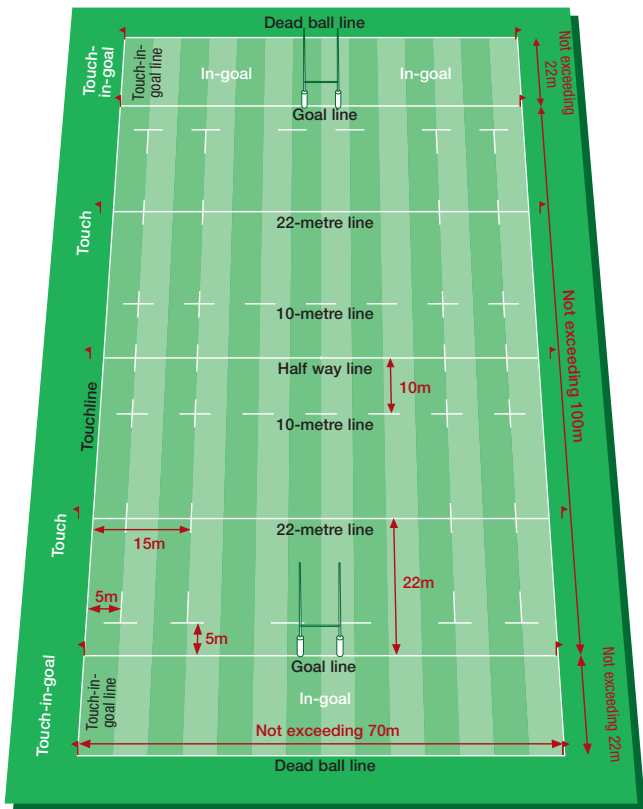 Dead ball line
Touch-
in-goal
Touch-in-
goal line
In-goal
In-goal
Not exceeding
22m
Goal line
Touch
22-metre line
10-metre line
Not exceeding 100m
Half way line
10m
Touchline
10-metre line
Touch
22-metre line
15m
22m
5m
5m
Goal line
Touch-in-goal
Touch-in-
goal line
In-goal
Not exceeding 22m
Not exceeding 70m
Dead ball line